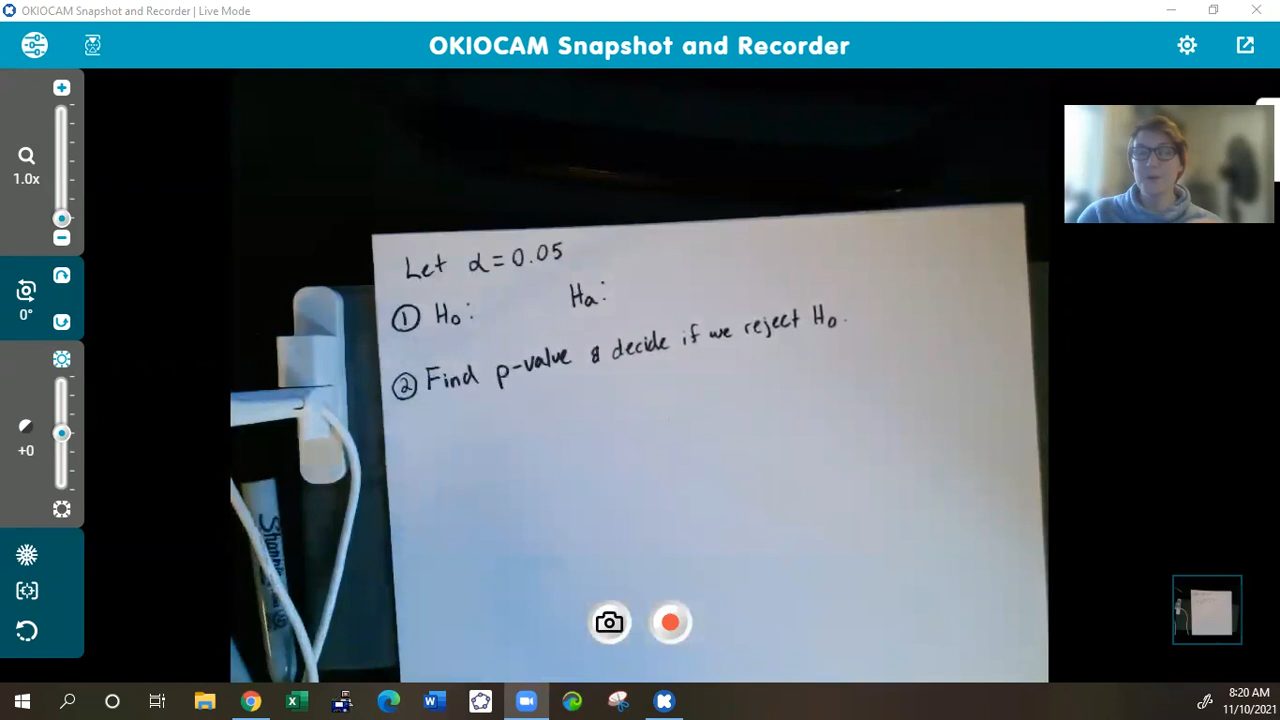 OKIOCAM Snapshot and Recorder | Live Mode
OKIOCAM Snapshot and Recorder
1.0x
0°
+0
Let α = 0.05
① H₀: Hₐ:
② Find p-value & decide if we reject H₀.
Sharpie
8:20 AM
11/10/2021